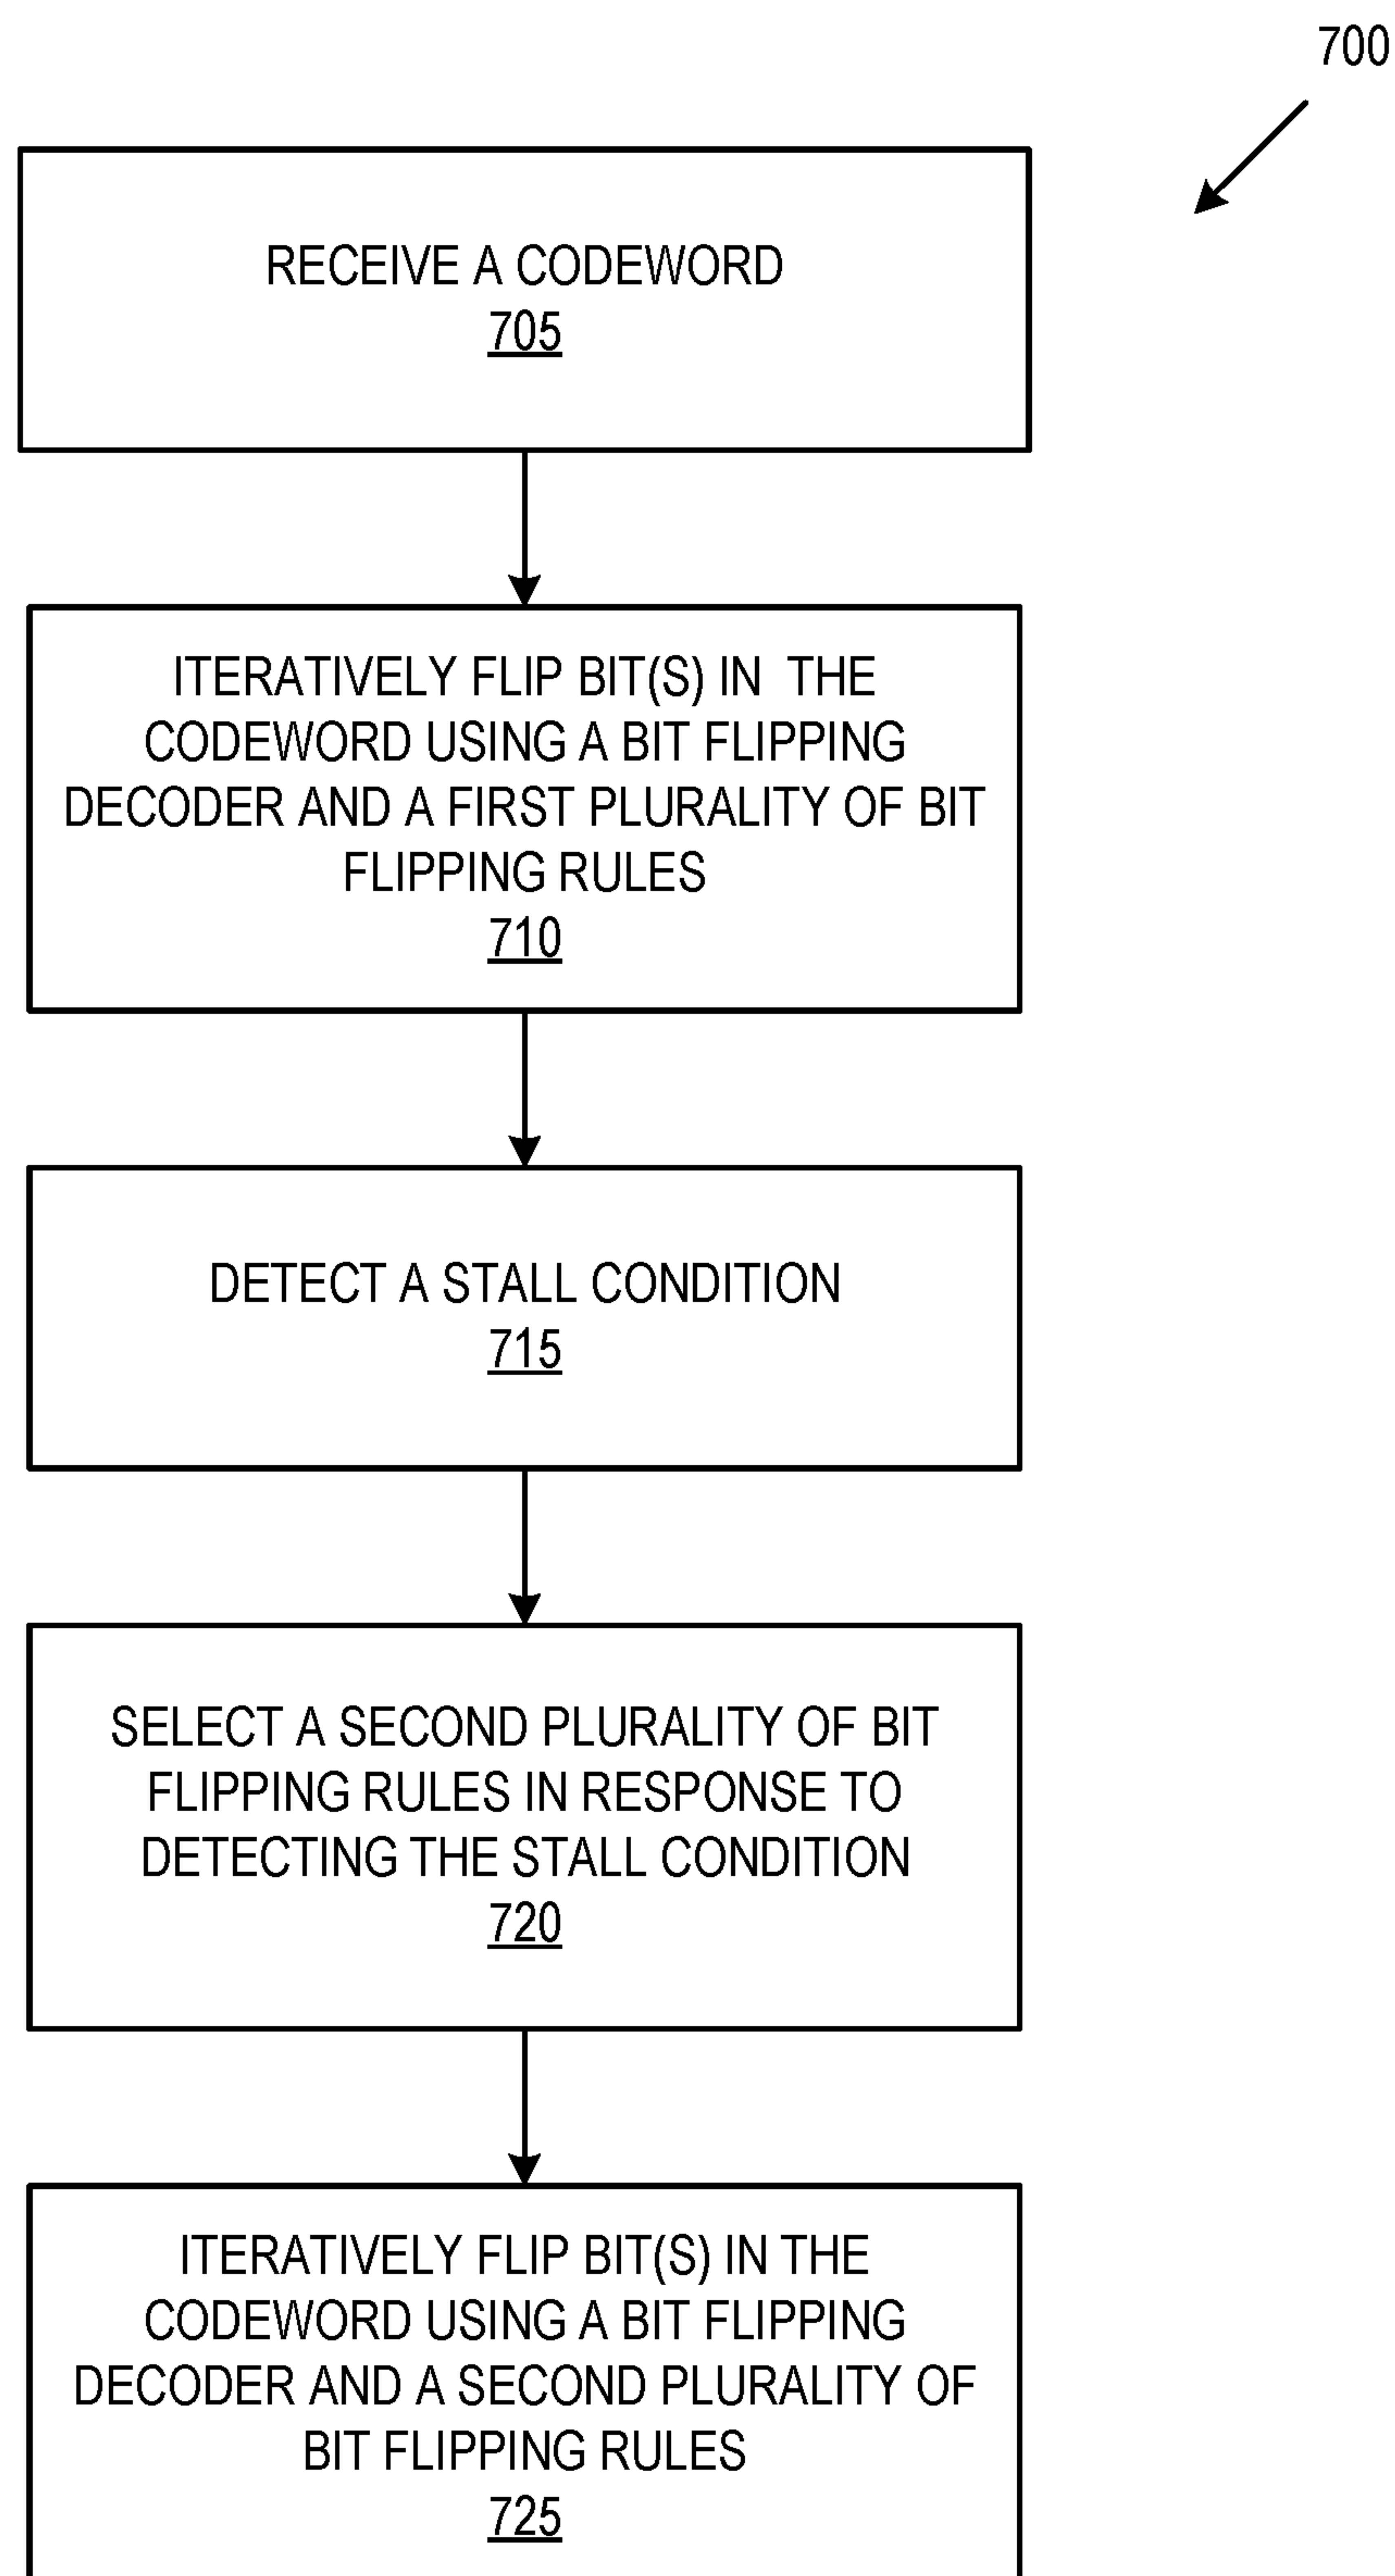 700
RECEIVE A CODEWORD
705
ITERATIVELY FLIP BIT(S) IN THE
CODEWORD USING A BIT FLIPPING
DECODER AND A FIRST PLURALITY OF BIT
FLIPPING RULES
710
DETECT A STALL CONDITION
715
SELECT A SECOND PLURALITY OF BIT
FLIPPING RULES IN RESPONSE TO
DETECTING THE STALL CONDITION
720
ITERATIVELY FLIP BIT(S) IN THE
CODEWORD USING A BIT FLIPPING
DECODER AND A SECOND PLURALITY OF
BIT FLIPPING RULES
725